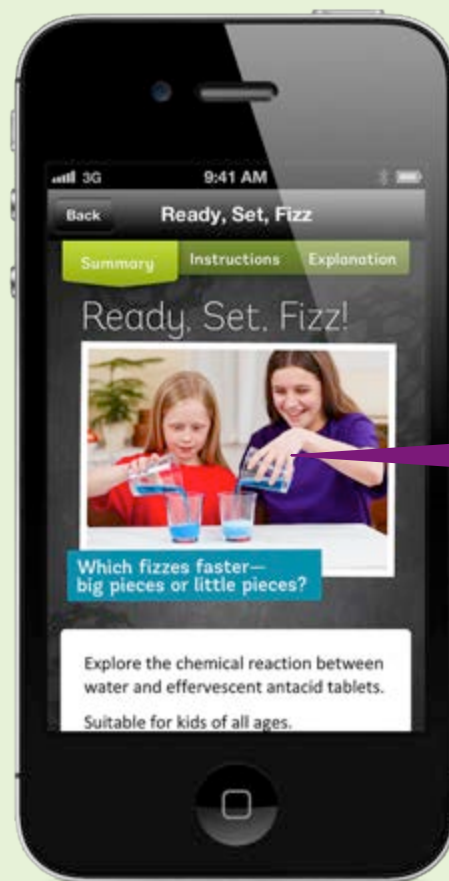 3G 9:41 AM
Back Ready, Set, Fizz
Summary Instructions Explanation
Ready, Set, Fizz!
Which fizzes faster—
big pieces or little pieces?
Explore the chemical reaction between
water and effervescent antacid tablets.
Suitable for kids of all ages.